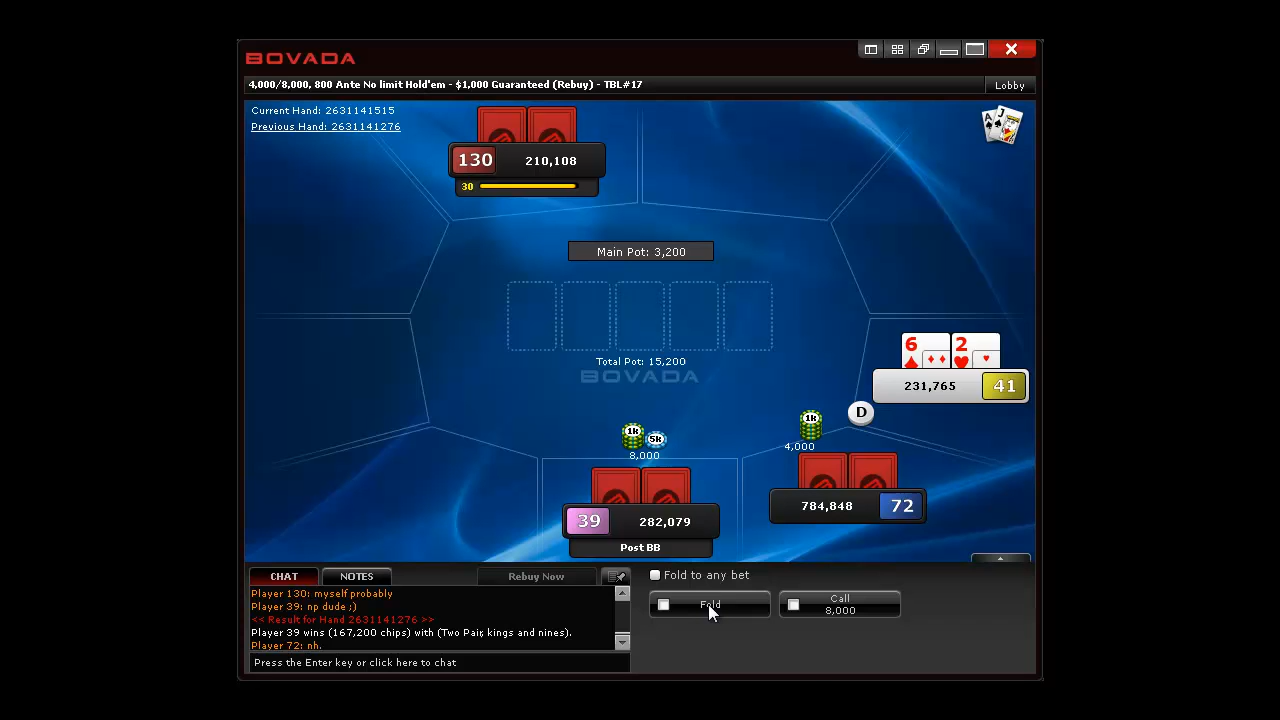 BOVADA
4,000/8,000, 800 Ante No limit Hold'em - $1,000 Guaranteed (Rebuy) - TBL#17
Lobby
Current Hand: 2631141515
Previous Hand: 2631141276
A J
130 210,108
30
Main Pot: 3,200
6 2
Total Pot: 15,200
BOVADA
231,765 41
D
1k 5k
8,000
1k
4,000
39 282,079
784,848 72
Post BB
CHAT NOTES Rebuy Now
Fold to any bet
Player 130: myself probably
Player 39: np dude ;)
<< Result for Hand 2631141276 >>
Player 39 wins (167,200 chips) with (Two Pair, kings and nines).
Player 72: nh.
Fold
Call
8,000
Press the Enter key or click here to chat